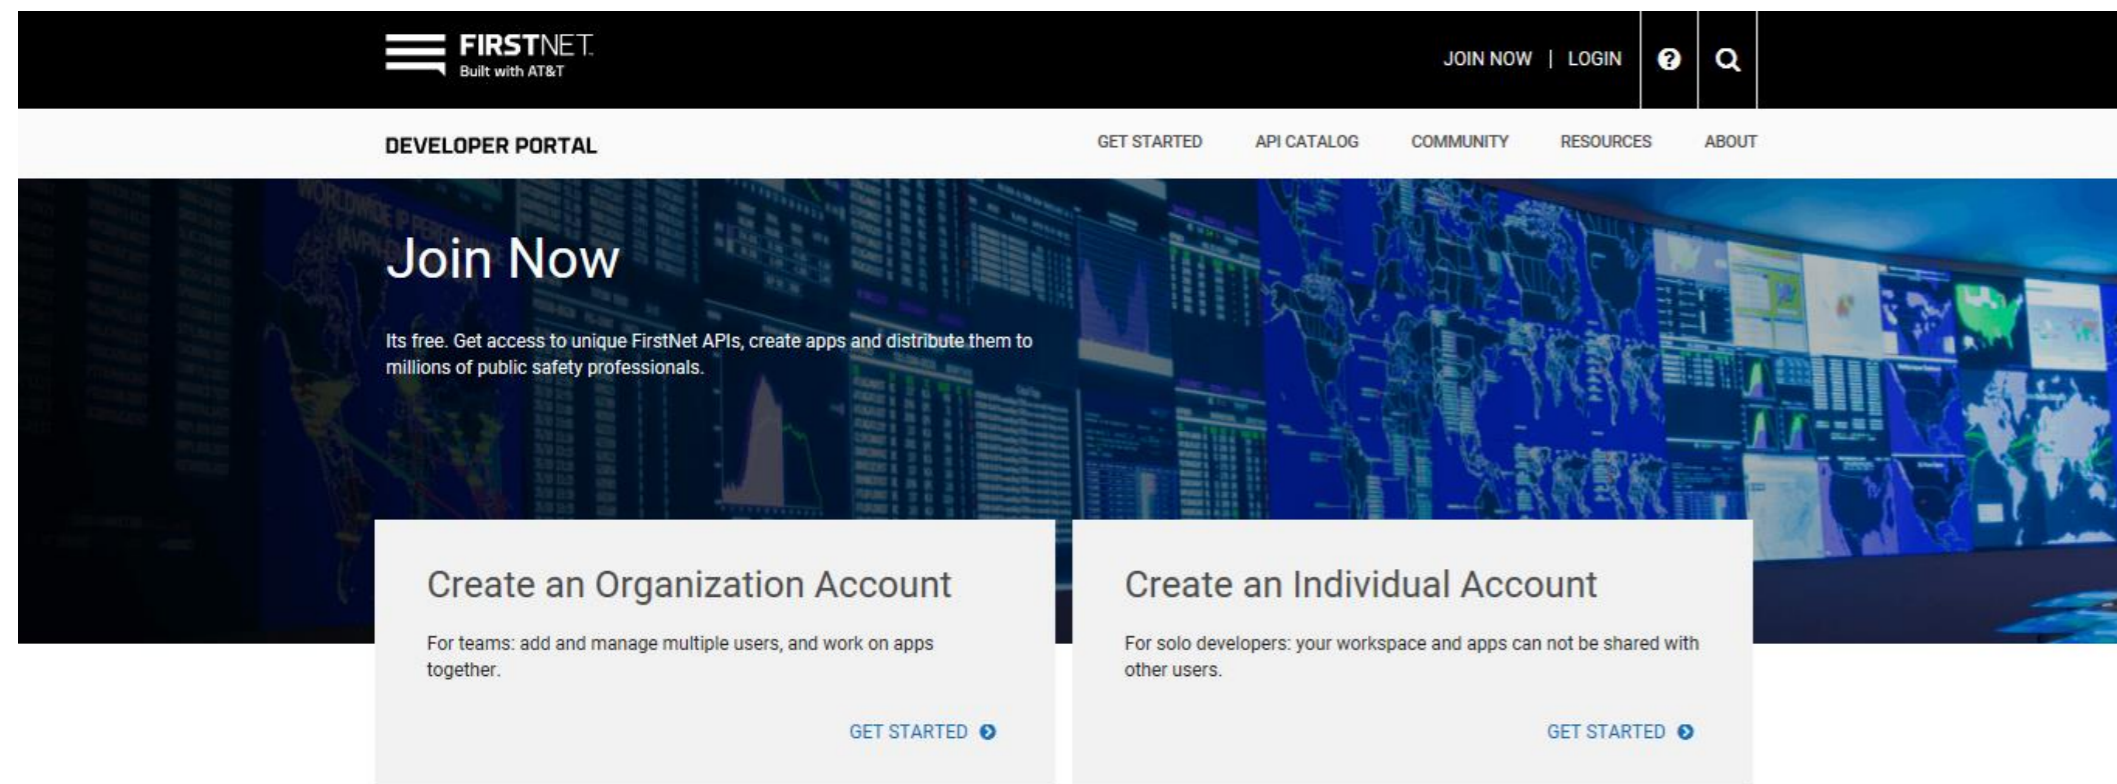 FIRSTNET.
Built with AT&T
JOIN NOW | LOGIN
DEVELOPER PORTAL
GET STARTED
API CATALOG
COMMUNITY
RESOURCES
ABOUT
WORLDWIDE IP PERFORMANCE
Join Now
Its free. Get access to unique FirstNet APIs, create apps and distribute them to
millions of public safety professionals.
Create an Organization Account
For teams: add and manage multiple users, and work on apps
together.
GET STARTED
Create an Individual Account
For solo developers: your workspace and apps can not be shared with
other users.
GET STARTED